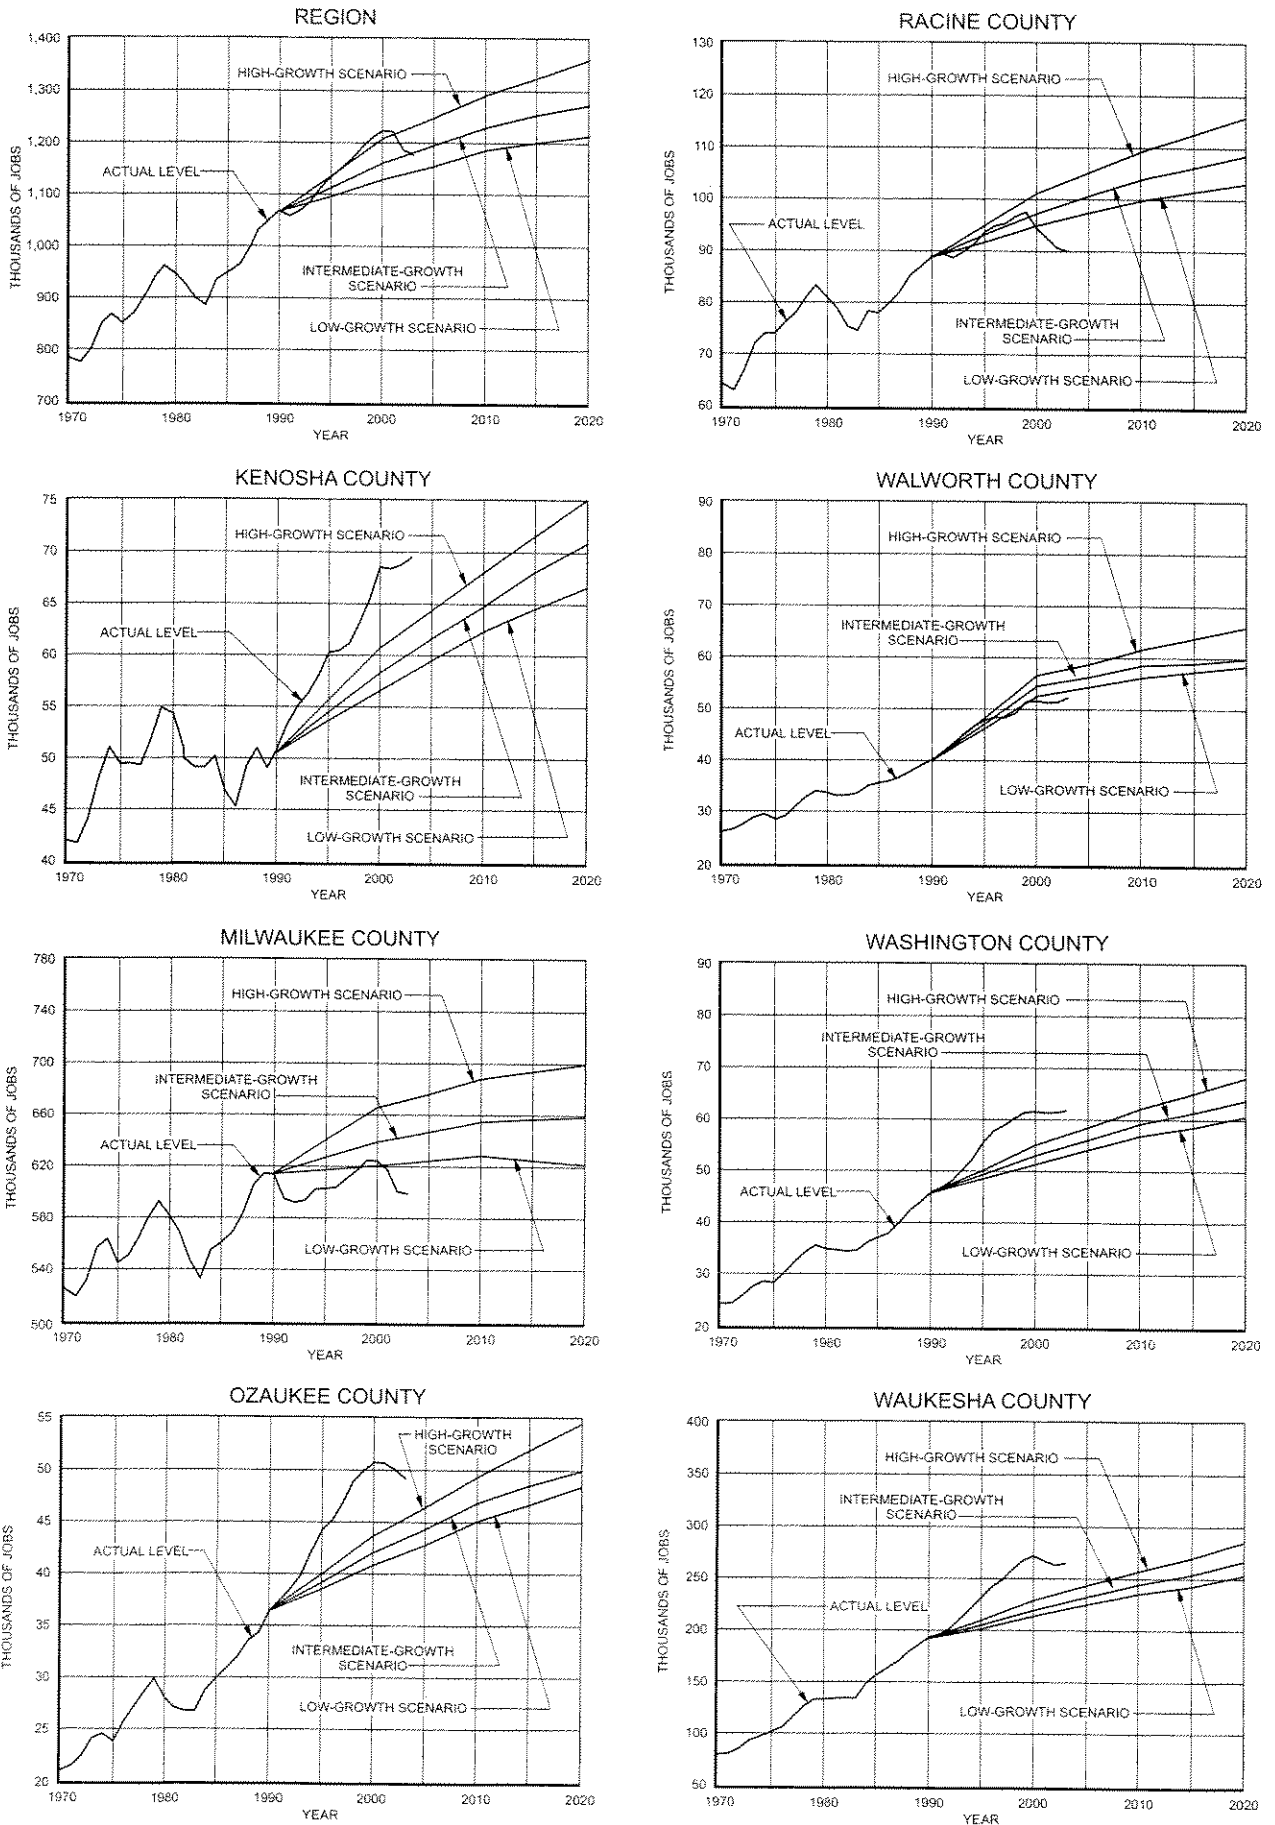 REGION
1,400
1,300
1,200
1,100
1,000
900
800
700
THOUSANDS OF JOBS
HIGH-GROWTH SCENARIO
ACTUAL LEVEL
INTERMEDIATE-GROWTH
SCENARIO
LOW-GROWTH SCENARIO
1970 1980 1990 2000 2010 2020
YEAR
RACINE COUNTY
130
120
110
100
90
80
70
60
THOUSANDS OF JOBS
HIGH-GROWTH SCENARIO
ACTUAL LEVEL
INTERMEDIATE-GROWTH
SCENARIO
LOW-GROWTH SCENARIO
1970 1980 1990 2000 2010 2020
YEAR
KENOSHA COUNTY
75
70
65
60
55
50
45
40
THOUSANDS OF JOBS
HIGH-GROWTH SCENARIO
ACTUAL LEVEL
INTERMEDIATE-GROWTH
SCENARIO
LOW-GROWTH SCENARIO
1970 1980 1990 2000 2010 2020
YEAR
WALWORTH COUNTY
90
80
70
60
50
40
30
20
THOUSANDS OF JOBS
HIGH-GROWTH SCENARIO
INTERMEDIATE-GROWTH
SCENARIO
ACTUAL LEVEL
LOW-GROWTH SCENARIO
1970 1980 1990 2000 2010 2020
YEAR
MILWAUKEE COUNTY
780
740
700
660
620
580
540
500
THOUSANDS OF JOBS
HIGH-GROWTH SCENARIO
INTERMEDIATE-GROWTH
SCENARIO
ACTUAL LEVEL
LOW-GROWTH SCENARIO
1970 1980 1990 2000 2010 2020
YEAR
WASHINGTON COUNTY
90
80
70
60
50
40
30
20
THOUSANDS OF JOBS
HIGH-GROWTH SCENARIO
INTERMEDIATE-GROWTH
SCENARIO
ACTUAL LEVEL
LOW-GROWTH SCENARIO
1970 1980 1990 2000 2010 2020
YEAR
OZAUKEE COUNTY
55
50
45
40
35
30
25
20
THOUSANDS OF JOBS
HIGH-GROWTH
SCENARIO
ACTUAL LEVEL
INTERMEDIATE-GROWTH
SCENARIO
LOW-GROWTH SCENARIO
1970 1980 1990 2000 2010 2020
YEAR
WAUKESHA COUNTY
400
350
300
250
200
150
100
50
THOUSANDS OF JOBS
HIGH-GROWTH SCENARIO
INTERMEDIATE-GROWTH
SCENARIO
ACTUAL LEVEL
LOW-GROWTH SCENARIO
1970 1980 1990 2000 2010 2020
YEAR